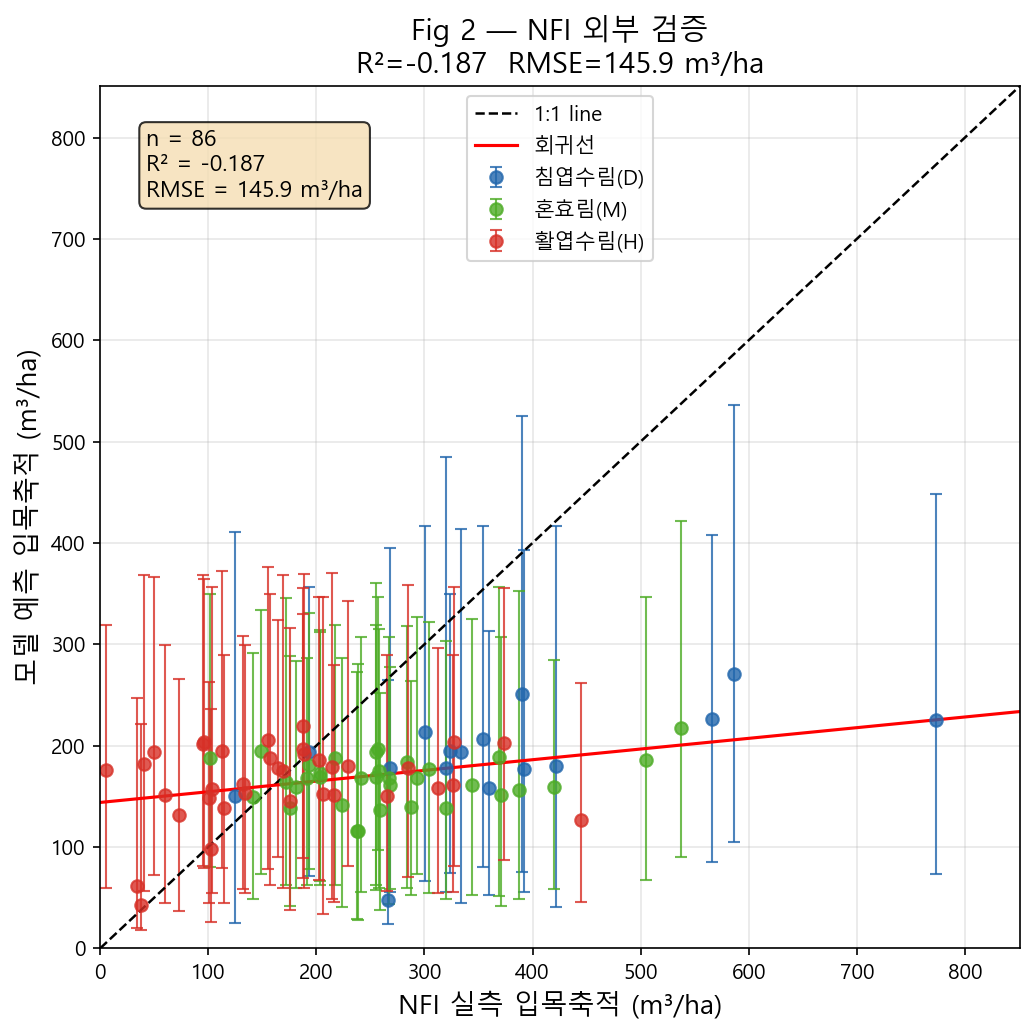 Fig 2 — NFI 외부 검증
R²=-0.187 RMSE=145.9 m³/ha
n = 86
R² = -0.187
RMSE = 145.9 m³/ha
1:1 line
회귀선
침엽수림(D)
혼효림(M)
활엽수림(H)
모델 예측 입목축적 (m³/ha)
800
700
600
500
400
300
200
100
0
0 100 200 300 400 500 600 700 800
NFI 실측 입목축적 (m³/ha)